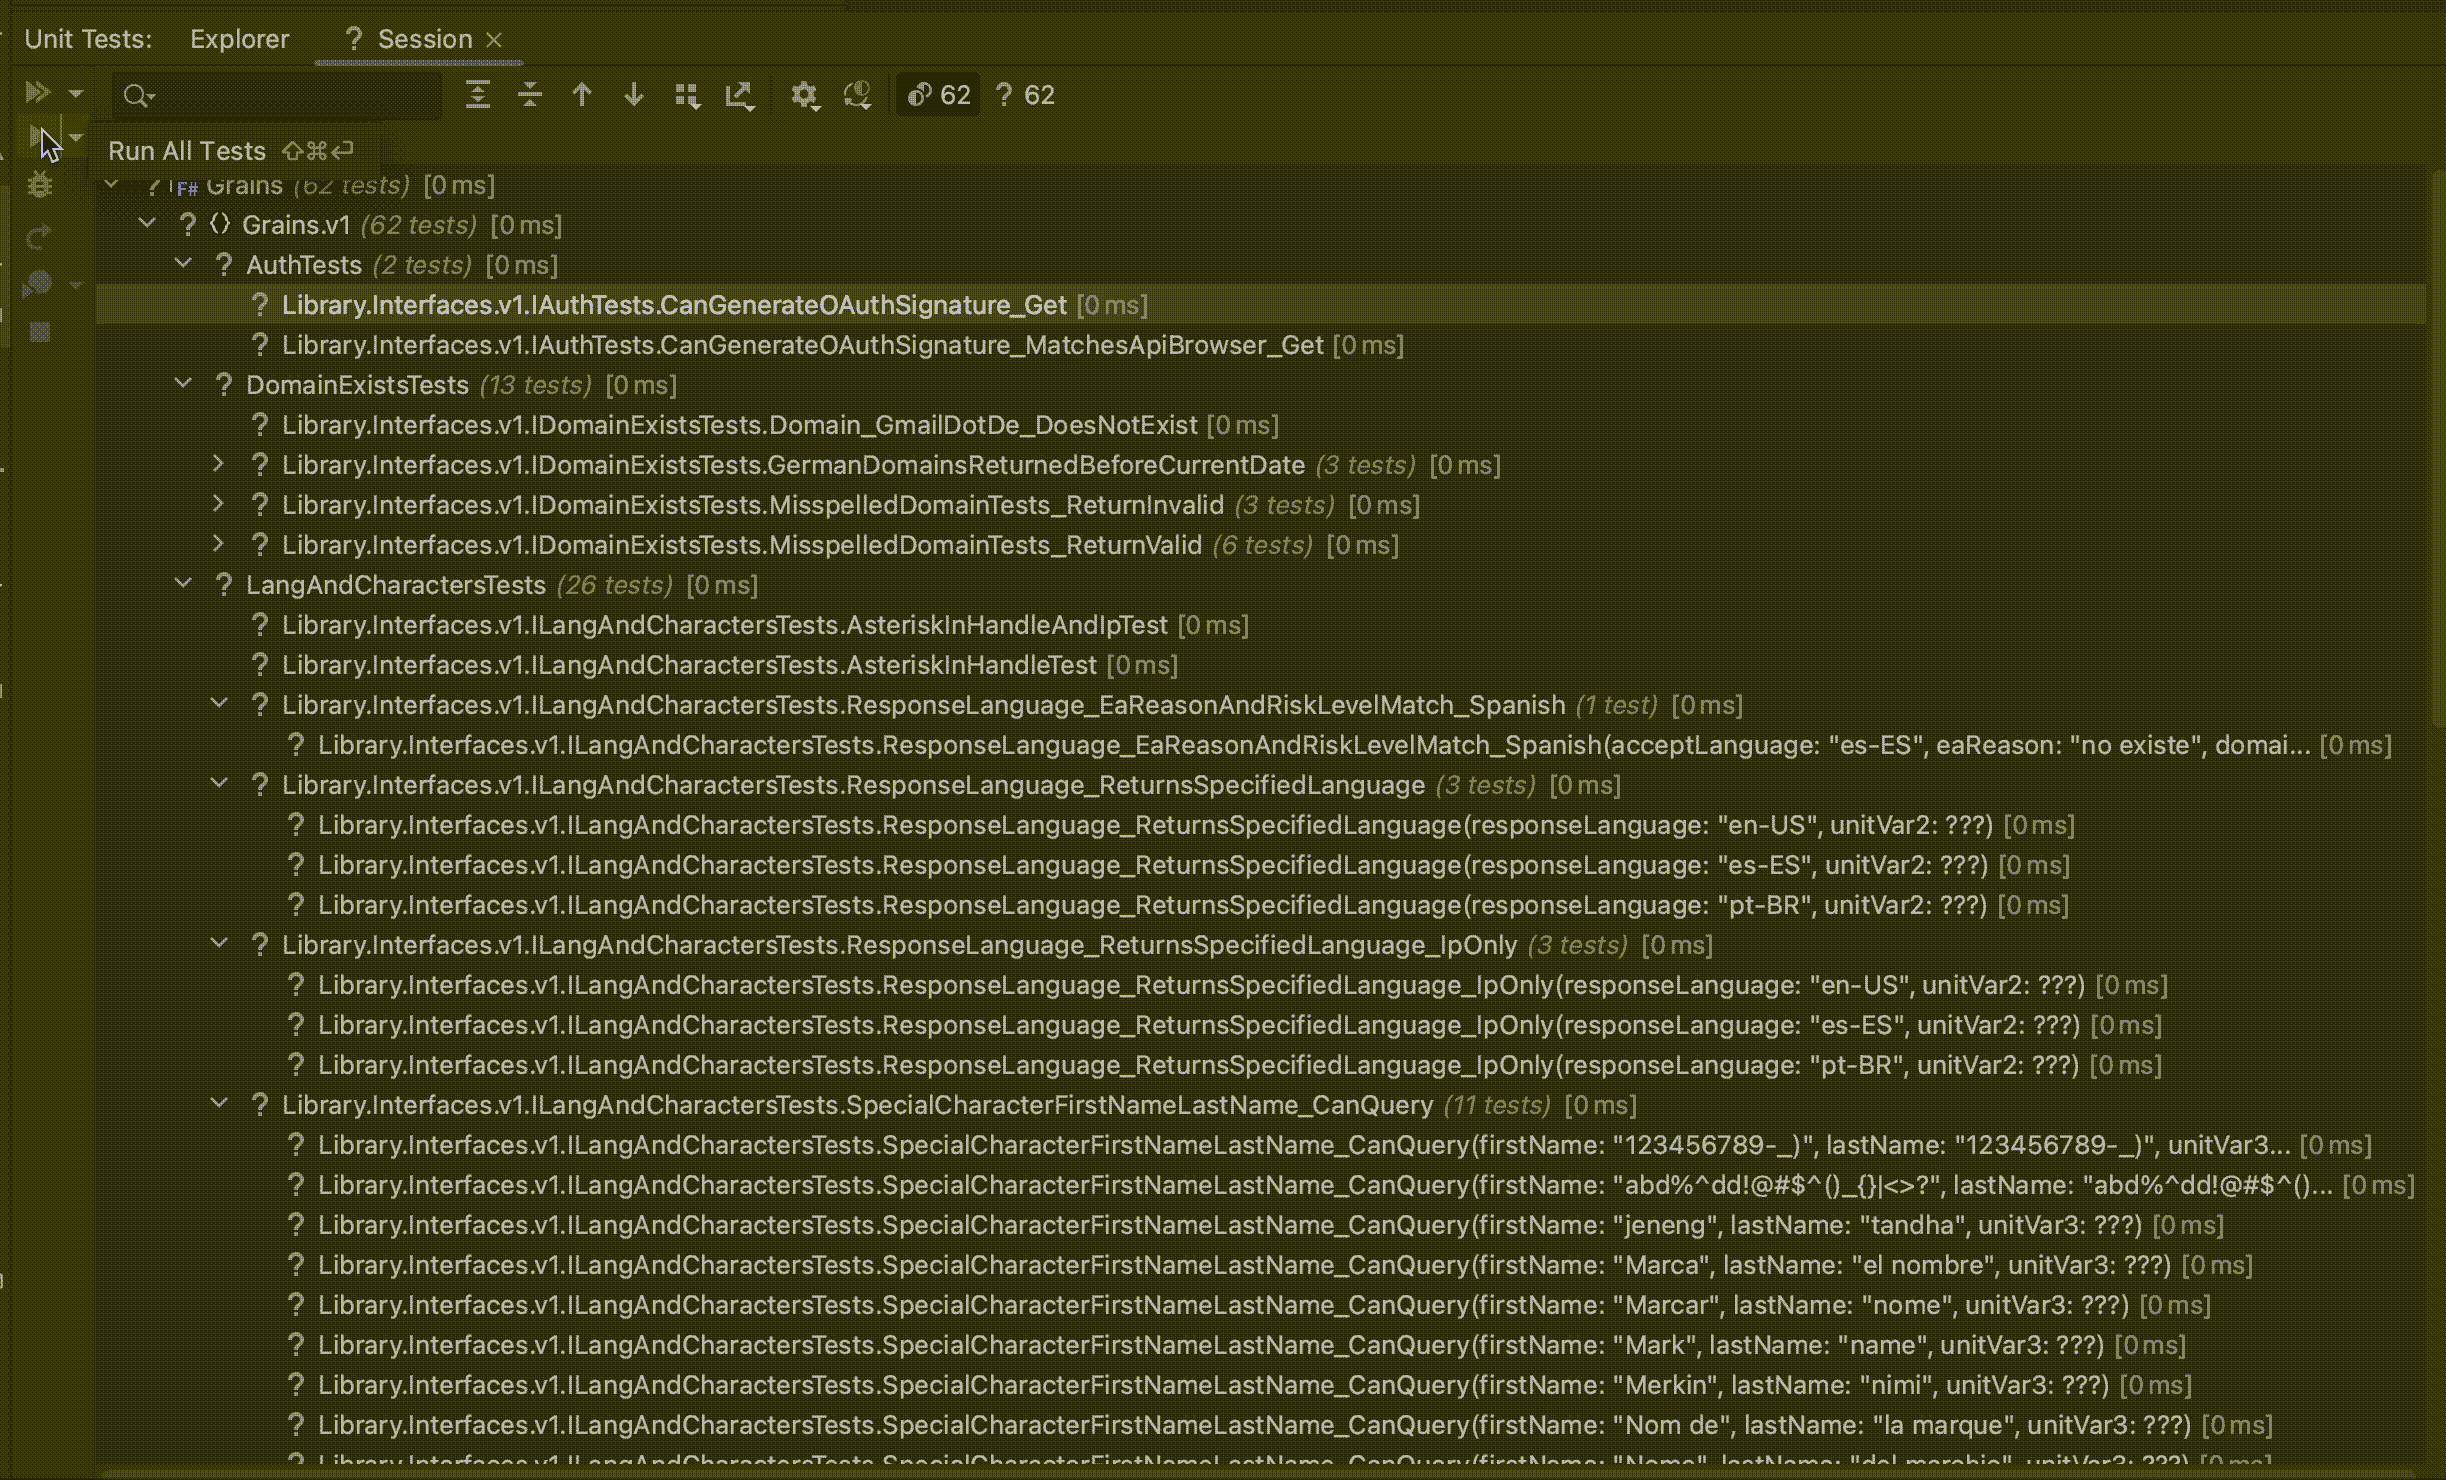 Unit Tests: Explorer ? Session ×
62 ? 62
Run All Tests ⇧⌘⏎
? F# Grains (62 tests) [0 ms]
? Grains.v1 (62 tests) [0 ms]
? AuthTests (2 tests) [0 ms]
? Library.Interfaces.v1.IAuthTests.CanGenerateOAuthSignature_Get [0 ms]
? Library.Interfaces.v1.IAuthTests.CanGenerateOAuthSignature_MatchesApiBrowser_Get [0 ms]
? DomainExistsTests (13 tests) [0 ms]
? Library.Interfaces.v1.IDomainExistsTests.Domain_GmailDotDe_DoesNotExist [0 ms]
? Library.Interfaces.v1.IDomainExistsTests.GermanDomainsReturnedBeforeCurrentDate (3 tests) [0 ms]
? Library.Interfaces.v1.IDomainExistsTests.MisspelledDomainTests_ReturnInvalid (3 tests) [0 ms]
? Library.Interfaces.v1.IDomainExistsTests.MisspelledDomainTests_ReturnValid (6 tests) [0 ms]
? LangAndCharactersTests (26 tests) [0 ms]
? Library.Interfaces.v1.ILangAndCharactersTests.AsteriskInHandleAndIpTest [0 ms]
? Library.Interfaces.v1.ILangAndCharactersTests.AsteriskInHandleTest [0 ms]
? Library.Interfaces.v1.ILangAndCharactersTests.ResponseLanguage_EaReasonAndRiskLevelMatch_Spanish (1 test) [0 ms]
? Library.Interfaces.v1.ILangAndCharactersTests.ResponseLanguage_EaReasonAndRiskLevelMatch_Spanish(acceptLanguage: "es-ES", eaReason: "no existe", domai... [0 ms]
? Library.Interfaces.v1.ILangAndCharactersTests.ResponseLanguage_ReturnsSpecifiedLanguage (3 tests) [0 ms]
? Library.Interfaces.v1.ILangAndCharactersTests.ResponseLanguage_ReturnsSpecifiedLanguage(responseLanguage: "en-US", unitVar2: ???) [0 ms]
? Library.Interfaces.v1.ILangAndCharactersTests.ResponseLanguage_ReturnsSpecifiedLanguage(responseLanguage: "es-ES", unitVar2: ???) [0 ms]
? Library.Interfaces.v1.ILangAndCharactersTests.ResponseLanguage_ReturnsSpecifiedLanguage(responseLanguage: "pt-BR", unitVar2: ???) [0 ms]
? Library.Interfaces.v1.ILangAndCharactersTests.ResponseLanguage_ReturnsSpecifiedLanguage_IpOnly (3 tests) [0 ms]
? Library.Interfaces.v1.ILangAndCharactersTests.ResponseLanguage_ReturnsSpecifiedLanguage_IpOnly(responseLanguage: "en-US", unitVar2: ???) [0 ms]
? Library.Interfaces.v1.ILangAndCharactersTests.ResponseLanguage_ReturnsSpecifiedLanguage_IpOnly(responseLanguage: "es-ES", unitVar2: ???) [0 ms]
? Library.Interfaces.v1.ILangAndCharactersTests.ResponseLanguage_ReturnsSpecifiedLanguage_IpOnly(responseLanguage: "pt-BR", unitVar2: ???) [0 ms]
? Library.Interfaces.v1.ILangAndCharactersTests.SpecialCharacterFirstNameLastName_CanQuery (11 tests) [0 ms]
? Library.Interfaces.v1.ILangAndCharactersTests.SpecialCharacterFirstNameLastName_CanQuery(firstName: "123456789-_)", lastName: "123456789-_)", unitVar3... [0 ms]
? Library.Interfaces.v1.ILangAndCharactersTests.SpecialCharacterFirstNameLastName_CanQuery(firstName: "abd%^dd!@#$^()_{}|<>?", lastName: "abd%^dd!@#$^()... [0 ms]
? Library.Interfaces.v1.ILangAndCharactersTests.SpecialCharacterFirstNameLastName_CanQuery(firstName: "jeneng", lastName: "tandha", unitVar3: ???) [0 ms]
? Library.Interfaces.v1.ILangAndCharactersTests.SpecialCharacterFirstNameLastName_CanQuery(firstName: "Marca", lastName: "el nombre", unitVar3: ???) [0 ms]
? Library.Interfaces.v1.ILangAndCharactersTests.SpecialCharacterFirstNameLastName_CanQuery(firstName: "Marcar", lastName: "nome", unitVar3: ???) [0 ms]
? Library.Interfaces.v1.ILangAndCharactersTests.SpecialCharacterFirstNameLastName_CanQuery(firstName: "Mark", lastName: "name", unitVar3: ???) [0 ms]
? Library.Interfaces.v1.ILangAndCharactersTests.SpecialCharacterFirstNameLastName_CanQuery(firstName: "Merkin", lastName: "nimi", unitVar3: ???) [0 ms]
? Library.Interfaces.v1.ILangAndCharactersTests.SpecialCharacterFirstNameLastName_CanQuery(firstName: "Nom de", lastName: "la marque", unitVar3: ???) [0 ms]